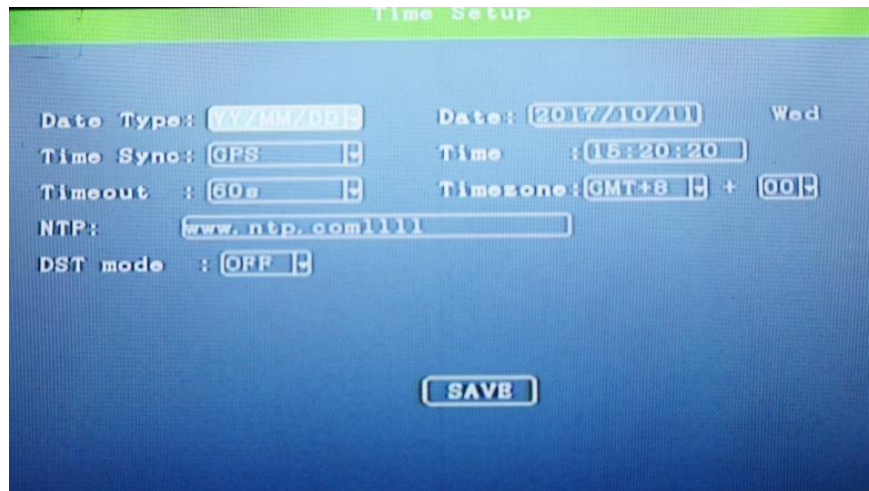 Time Setup
Date Type: YY/MM/DD Date: 2017/10/11 Wed
Time Sync: GPS Time : 15:20:20
Timeout : 60s Timezone: GMT+8 + 00
NTP: www.ntp.com1111
DST mode : OFF
SAVE